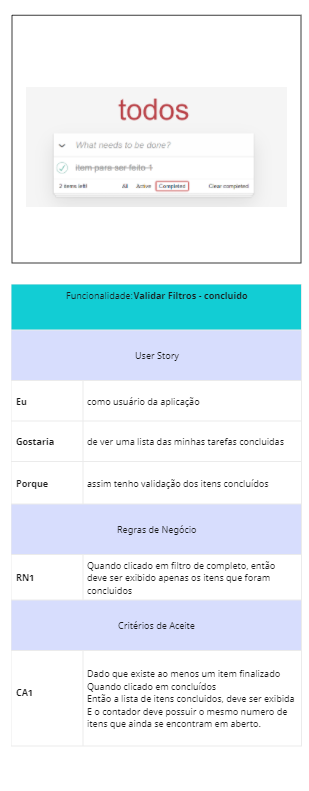 todos
What needs to be done?
item para ser feito 1
2 items left
All
Active
Completed
Clear completed
Funcionalidade:Validar Filtros - concluído
User Story
Eu
como usuário da aplicação
Gostaria
de ver uma lista das minhas tarefas concluidas
Porque
assim tenho validação dos itens concluídos
Regras de Negócio
RN1
Quando clicado em filtro de completo, então
deve ser exibido apenas os itens que foram
concluidos
Critérios de Aceite
CA1
Dado que existe ao menos um item finalizado
Quando clicado em concluídos
Então a lista de itens concluidos, deve ser exibida
E o contador deve possuir o mesmo numero de
itens que ainda se encontram em aberto.